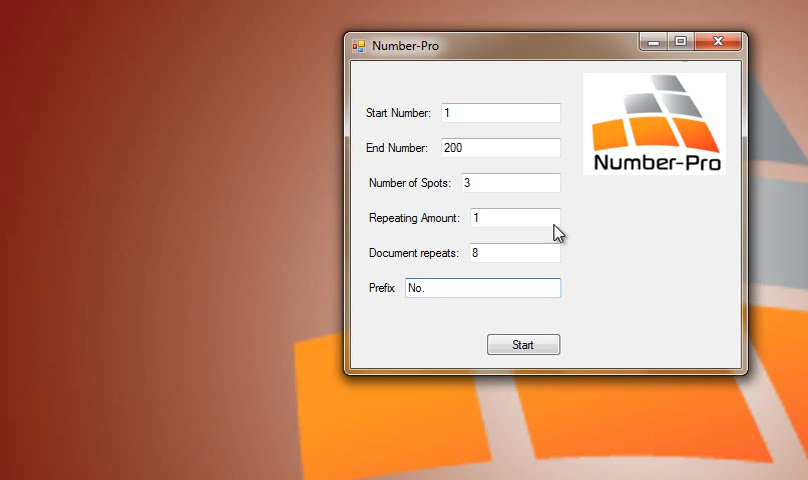 Number-Pro
Start Number: 1
End Number: 200
Number of Spots: 3
Repeating Amount: 1
Document repeats: 8
Prefix No.
Start
Number-Pro